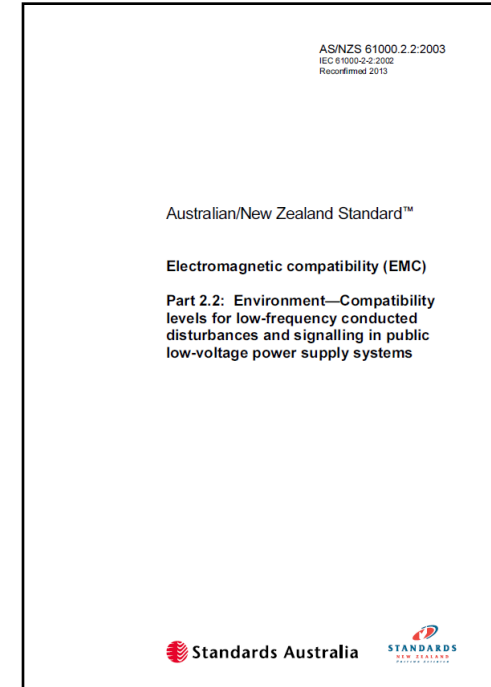 AS/NZS 61000.2.2:2003
IEC 61000-2-2:2002
Reconfirmed 2013
Australian/New Zealand Standard™
Electromagnetic compatibility (EMC)
Part 2.2: Environment—Compatibility
levels for low-frequency conducted
disturbances and signalling in public
low-voltage power supply systems
Standards Australia
STANDARDS
NEW ZEALAND